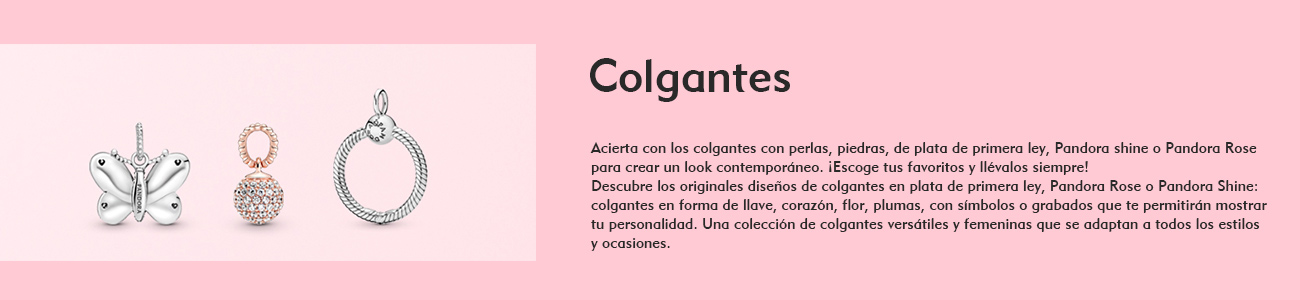 Colgantes
Acierta con los colgantes con perlas, piedras, de plata de primera ley, Pandora shine o Pandora Rose
para crear un look contemporáneo. ¡Escoge tus favoritos y llévalos siempre!
Descubre los originales diseños de colgantes en plata de primera ley, Pandora Rose o Pandora Shine:
colgantes en forma de llave, corazón, flor, plumas, con símbolos o grabados que te permitirán mostrar
tu personalidad. Una colección de colgantes versátiles y femeninas que se adaptan a todos los estilos
y ocasiones.
PANDORA
PANDORA